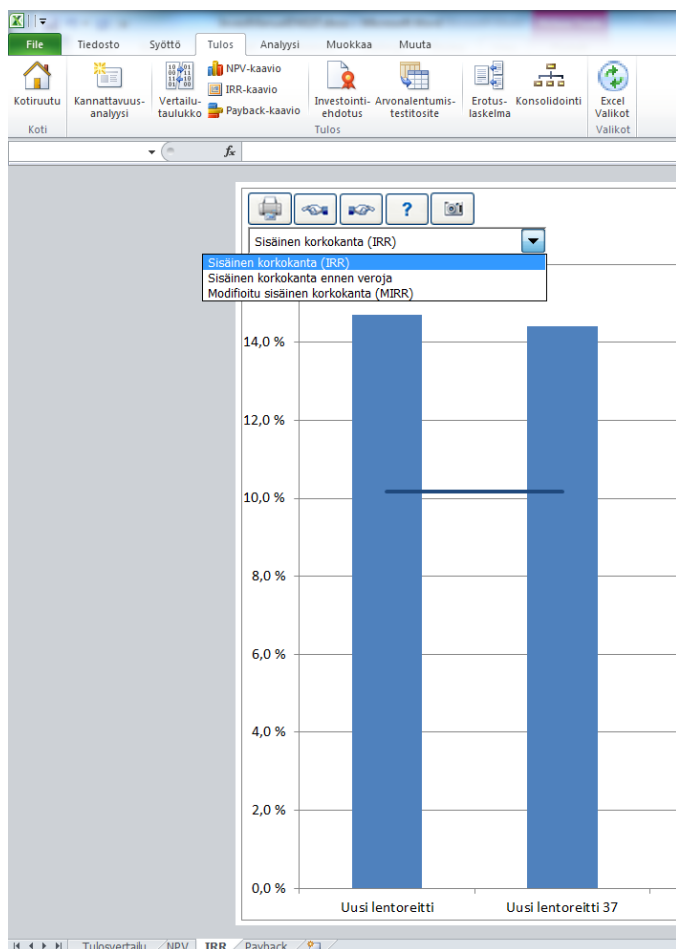 File Tiedosto Syöttö Tulos Analyysi Muokkaa Muuta
Kotiruutu
Koti
Kannattavuus-
analyysi
Vertailu-
taulukko
NPV-kaavio
IRR-kaavio
Payback-kaavio
Investointi-
ehdotus
Arvonalentumis-
testitosite
Tulos
Erotus-
laskelma
Konsolidointi
Excel
Valikot
Valikot
fx
?
Sisäinen korkokanta (IRR)
Sisäinen korkokanta (IRR)
Sisäinen korkokanta ennen veroja
Modifioitu sisäinen korkokanta (MIRR)
14,0 %
12,0 %
10,0 %
8,0 %
6,0 %
4,0 %
2,0 %
0,0 %
Uusi lentoreitti Uusi lentoreitti 37
Tulosvertailu NPV IRR Payback